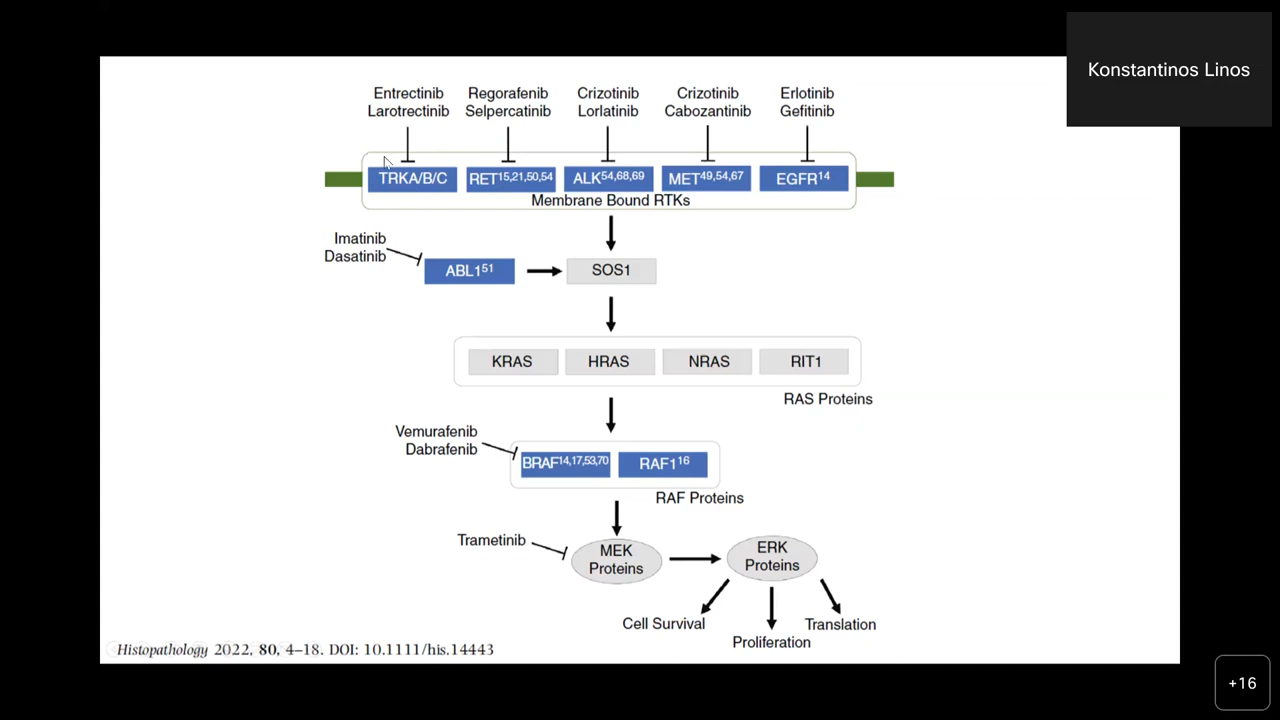 Konstantinos Linos
Entrectinib
Larotrectinib
Regorafenib
Selpercatinib
Crizotinib
Lorlatinib
Crizotinib
Cabozantinib
Erlotinib
Gefitinib
TRKA/B/C
RET15,21,50,54
ALK54,68,69
MET49,54,67
EGFR14
Membrane Bound RTKs
Imatinib
Dasatinib
ABL151
SOS1
KRAS
HRAS
NRAS
RIT1
RAS Proteins
Vemurafenib
Dabrafenib
BRAF14,17,53,70
RAF116
RAF Proteins
Trametinib
MEK
Proteins
ERK
Proteins
Cell Survival
Proliferation
Translation
Histopathology 2022, 80, 4–18. DOI: 10.1111/his.14443
+16